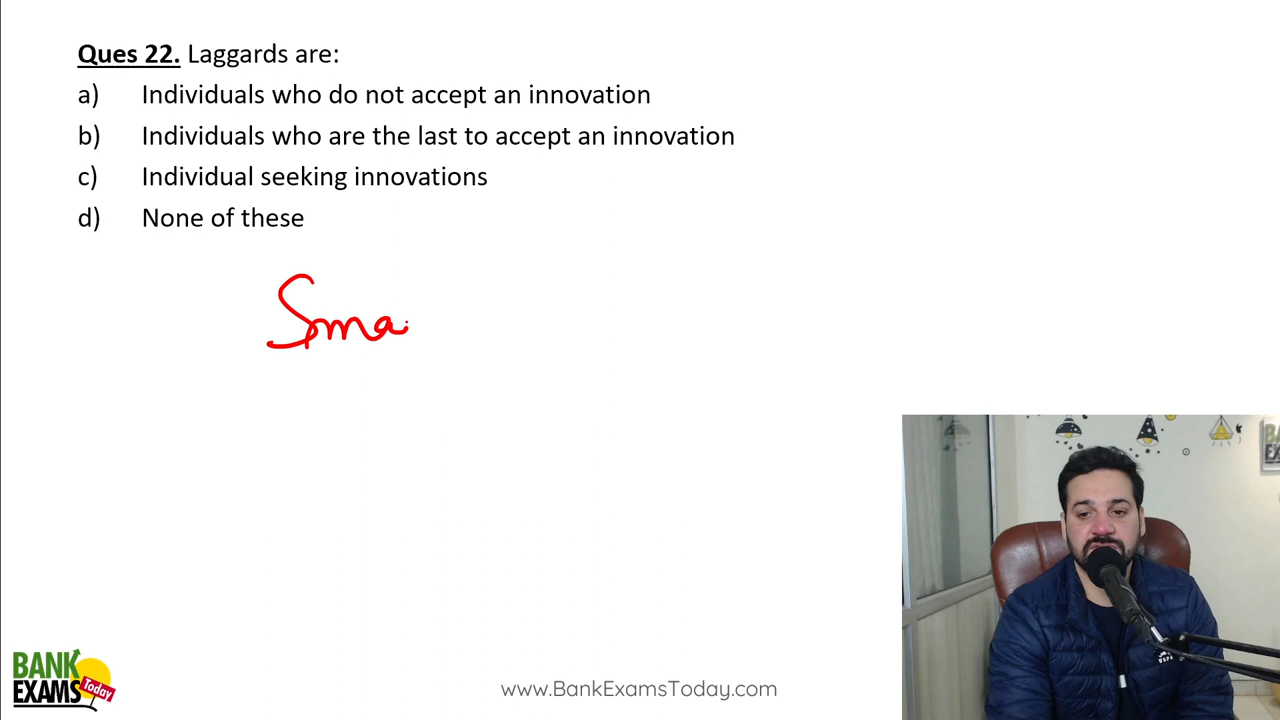 Ques 22. Laggards are:
a) Individuals who do not accept an innovation
b) Individuals who are the last to accept an innovation
c) Individual seeking innovations
d) None of these
Sma
BANK
EXAMS
Today
www.BankExamsToday.com